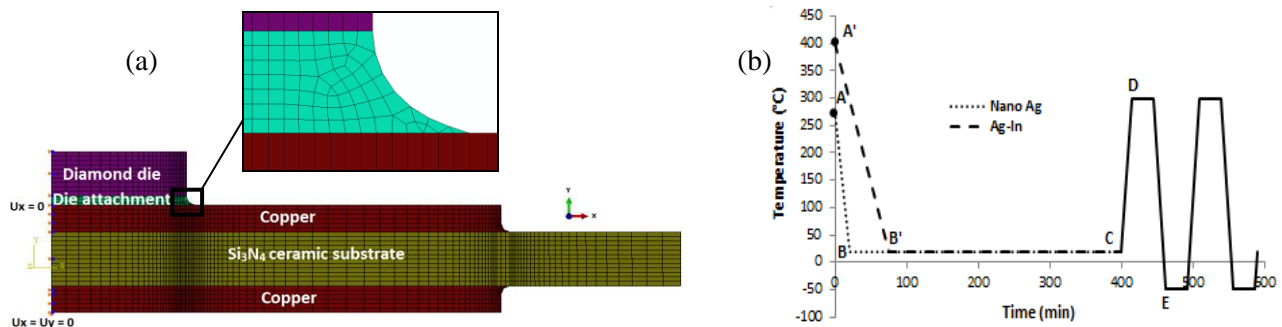 (a)
Diamond die
Die attachment
Ux = 0
Copper
Si₃N₄ ceramic substrate
Copper
Ux = Uy = 0
Y
X
Y
Z
X
(b)
Temperature (°C)
450
400
350
300
250
200
150
100
50
0
-50
-100
A'
A
B
B'
C
D
E
Nano Ag
Ag-In
0
100
200
300
400
500
600
Time (min)